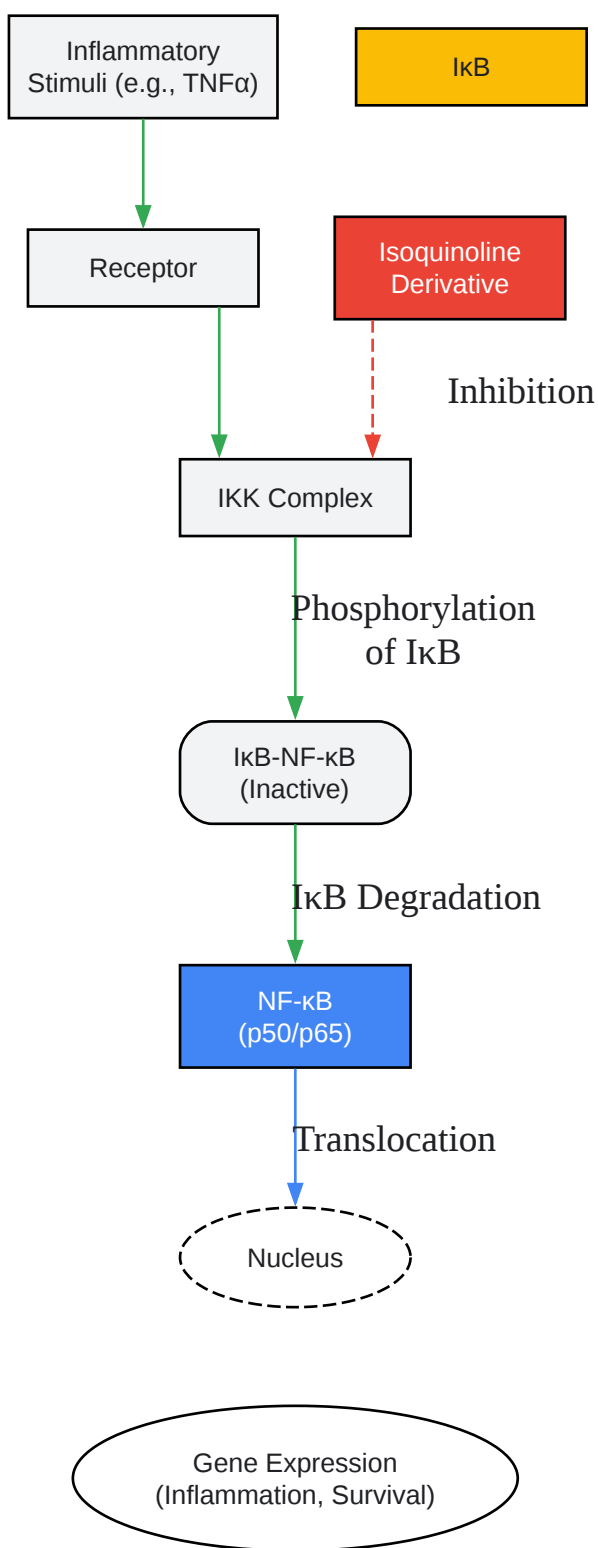 Inflammatory
Stimuli (e.g., TNFα)
IκB
Receptor
Isoquinoline
Derivative
Inhibition
IKK Complex
Phosphorylation
of IκB
IκB-NF-κB
(Inactive)
IκB Degradation
NF-κB
(p50/p65)
Translocation
Nucleus
Gene Expression
(Inflammation, Survival)